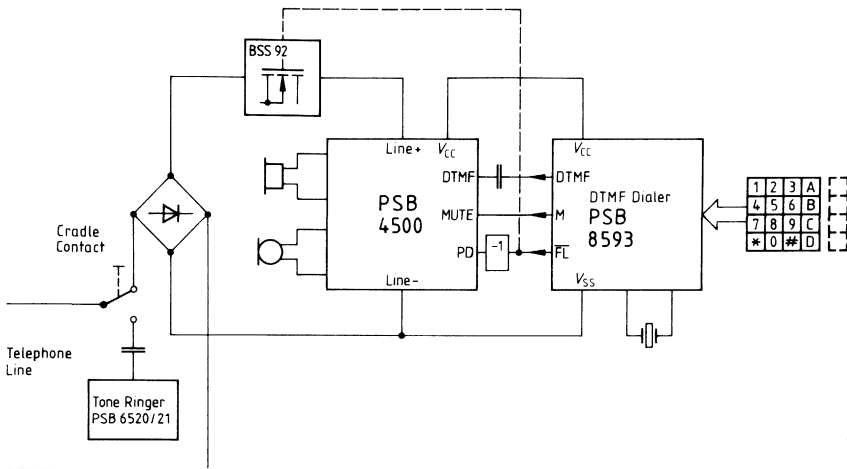 BSS 92
Line+
VCC
DTMF
PSB
4500
MUTE
PD
Line-
-1
VCC
DTMF
DTMF Dialer
PSB
8593
M
FL
VSS
1 2 3 A
4 5 6 B
7 8 9 C
* 0 # D
Cradle
Contact
Telephone
Line
Tone Ringer
PSB 6520/21